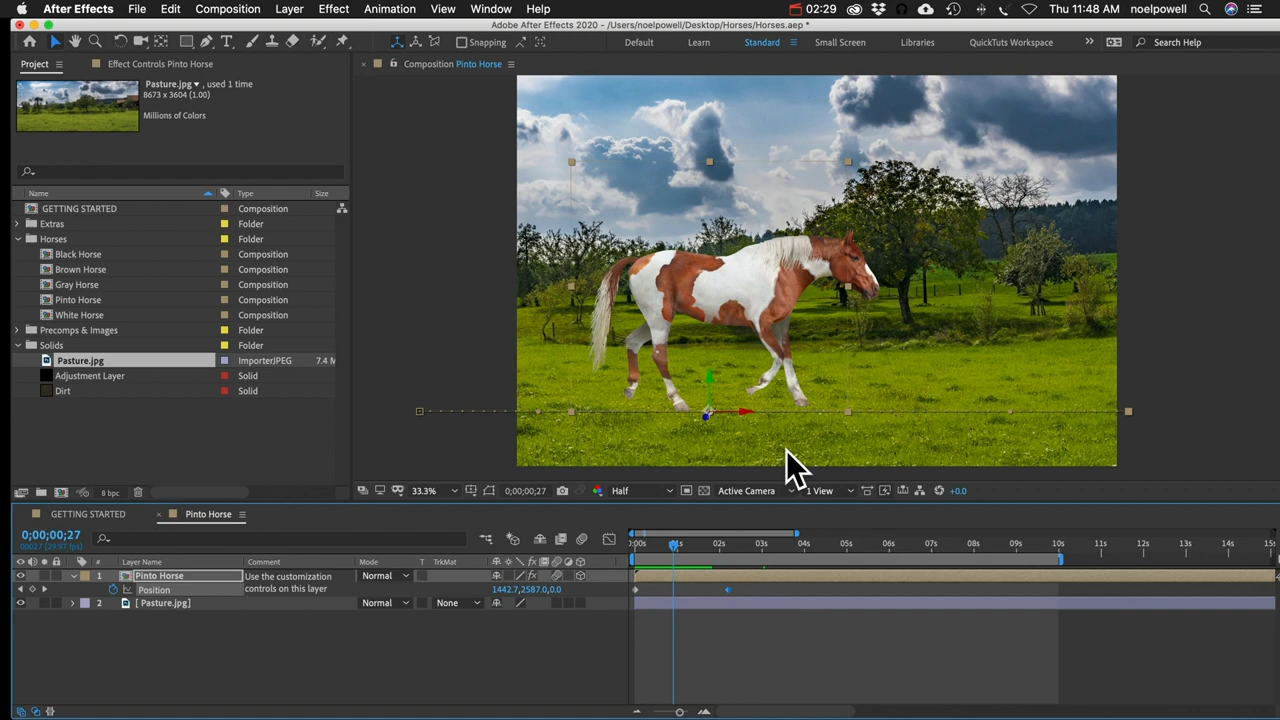 After Effects File Edit Composition Layer Effect Animation View Window Help 02:29 Thu 11:48 AM noelpowell
Adobe After Effects 2020 - /Users/noelpowell/Desktop/Horses/Horses.aep *
Snapping Default Learn Standard Small Screen Libraries QuickTuts Workspace Search Help
Project Effect Controls Pinto Horse Composition Pinto Horse
Pasture.jpg, used 1 time
8673 x 3604 (1.00)
Millions of Colors
Name Type Size
GETTING STARTED Composition
Extras Folder
Horses Folder
Black Horse Composition
Brown Horse Composition
Gray Horse Composition
Pinto Horse Composition
White Horse Composition
Precomps & Images Folder
Solids Folder
Pasture.jpg ImporterJPEG 7.4 M
Adjustment Layer Solid
Dirt Solid
8 bpc 33.3% 0;00;00;27 Half Active Camera 1 View +0.0
GETTING STARTED Pinto Horse
0;00;00;27
00027 (29.97 fps)
:00s 1s 02s 03s 04s 05s 06s 07s 08s 09s 10s 11s 12s 13s 14s 15s
# Layer Name Comment Mode T TrkMat
1 Pinto Horse Use the customization Normal
Position controls on this layer 1442.7,2587.0,0.0
2 [Pasture.jpg] Normal None